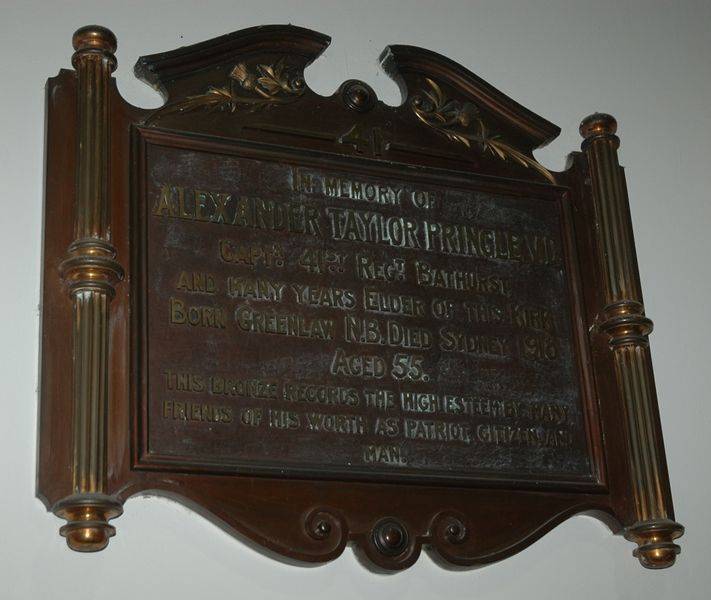 41
IN MEMORY OF
ALEXANDER TAYLOR PRINGLE V.D.
CAPTN. 41ST REGT. BATHURST,
AND MANY YEARS ELDER OF THIS KIRK
BORN GREENLAW, N.B. DIED SYDNEY 1916
AGED 55.
THIS BRONZE RECORDS THE HIGH ESTEEM BY MANY
FRIENDS OF HIS WORTH AS PATRIOT, CITIZEN, AND
MAN.